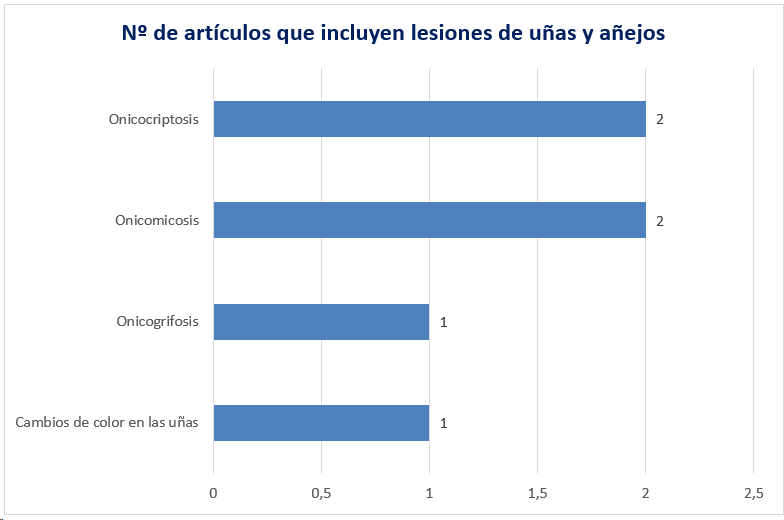 Nº de artículos que incluyen lesiones de uñas y añejos
Onicocriptosis 2
Onicomicosis 2
Onicogrifosis 1
Cambios de color en las uñas 1
0 0,5 1 1,5 2 2,5